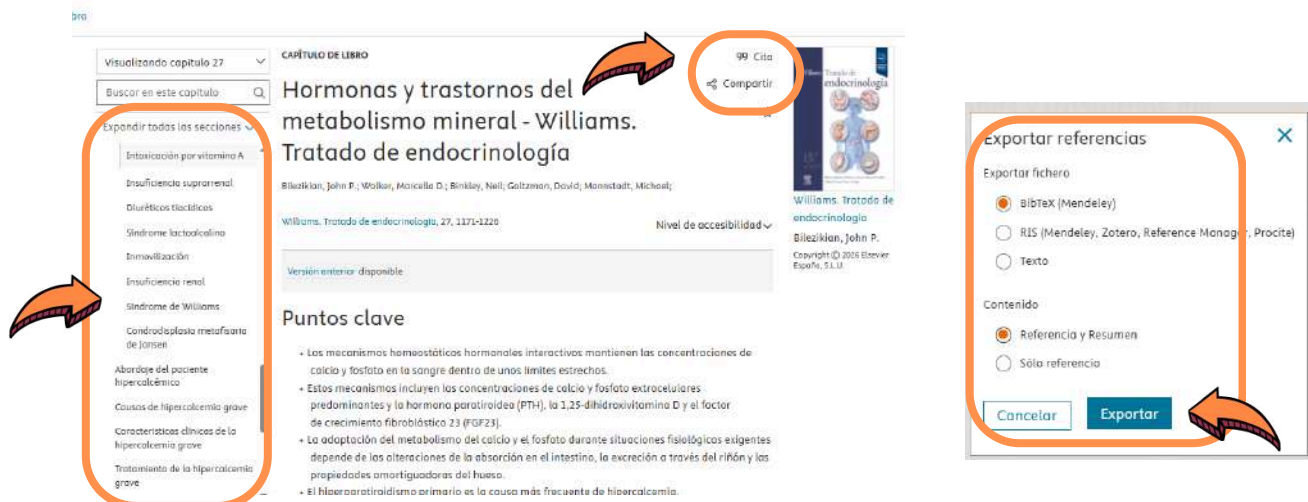 bro
Visualizando capítulo 27
Buscar en este capítulo
Expandir todas las secciones
Intoxicación por vitamina A
Insuficiencia suprarrenal
Diuréticos tiacídicos
Síndrome lactoalcalino
Inmovilización
Insuficiencia renal
Síndrome de Williams
Condrodisplasia metafisaria
de Jansen
Abordaje del paciente
hipercalcémico
Causas de hipercalcemia grave
Características clínicas de la
hipercalcemia grave
Tratamiento de la hipercalcemia
grave
CAPÍTULO DE LIBRO
Hormonas y trastornos del
metabolismo mineral - Williams.
Tratado de endocrinología
Bilezikian, John P.; Walker, Marcella D.; Binkley, Neil; Goltzman, David; Mannstadt, Michael;
Williams. Tratado de endocrinología, 27, 1171-1226
Nivel de accesibilidad
Versión anterior disponible
Puntos clave
• Los mecanismos homeostáticos hormonales interactivos mantienen las concentraciones de
calcio y fosfato en la sangre dentro de unos límites estrechos.
• Estos mecanismos incluyen las concentraciones de calcio y fosfato extracelulares
predominantes y la hormona paratiroidea (PTH), la 1,25-dihidroxivitamina D y el factor
de crecimiento fibroblástico 23 (FGF23).
• La adaptación del metabolismo del calcio y el fosfato durante situaciones fisiológicas exigentes
depende de las alteraciones de la absorción en el intestino, la excreción a través del riñón y las
propiedades amortiguadoras del hueso.
• El hiperparatiroidismo primario es la causa más frecuente de hipercalcemia.
Cita
Compartir
Tratado de
endocrinología
Williams. Tratado de
endocrinología
Bilezikian, John P.
Copyright © 2026 Elsevier
España, S.L.U.
Exportar referencias
Exportar fichero
BibTeX (Mendeley)
RIS (Mendeley, Zotero, Reference Manager, Procite)
Texto
Contenido
Referencia y Resumen
Sólo referencia
Cancelar
Exportar